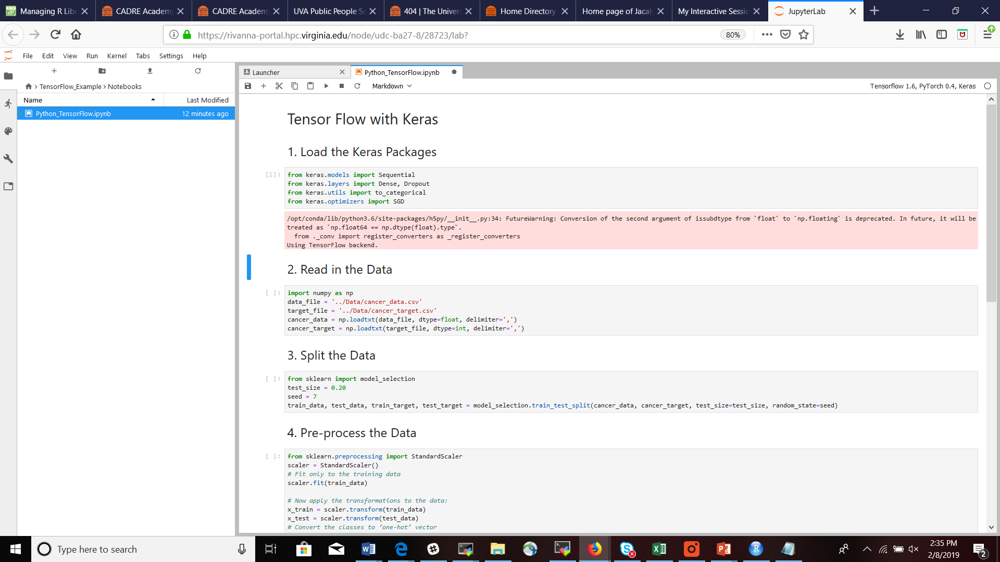 Managing R Libr
CADRE Academ
CADRE Academ
UVA Public People S
404 | The Univer
Home Directory
Home page of Jacaly
My Interactive Sessio
JupyterLab
https://rivanna-portal.hpc.virginia.edu/node/udc-ba27-8/28723/lab?
80%
File Edit View Run Kernel Tabs Settings Help
Launcher
Python_TensorFlow.ipynb
> TensorFlow_Example > Notebooks
Markdown
Tensorflow 1.6, PyTorch 0.4, Keras
Name Last Modified
Python_TensorFlow.ipynb 12 minutes ago
Tensor Flow with Keras
1. Load the Keras Packages
[1]: from keras.models import Sequential
from keras.layers import Dense, Dropout
from keras.utils import to_categorical
from keras.optimizers import SGD
/opt/conda/lib/python3.6/site-packages/h5py/__init__.py:34: FutureWarning: Conversion of the second argument of issubdtype from `float` to `np.floating` is deprecated. In future, it will be
treated as `np.float64 == np.dtype(float).type`.
from ._conv import register_converters as _register_converters
Using TensorFlow backend.
2. Read in the Data
[ ]: import numpy as np
data_file = '../Data/cancer_data.csv'
target_file = '../Data/cancer_target.csv'
cancer_data = np.loadtxt(data_file, dtype=float, delimiter=',')
cancer_target = np.loadtxt(target_file, dtype=int, delimiter=',')
3. Split the Data
[ ]: from sklearn import model_selection
test_size = 0.20
seed = 7
train_data, test_data, train_target, test_target = model_selection.train_test_split(cancer_data, cancer_target, test_size=test_size, random_state=seed)
4. Pre-process the Data
[ ]: from sklearn.preprocessing import StandardScaler
scaler = StandardScaler()
# Fit only to the training data
scaler.fit(train_data)
# Now apply the transformations to the data:
x_train = scaler.transform(train_data)
x_test = scaler.transform(test_data)
# Convert the classes to ‘one-hot’ vector
Type here to search
2:35 PM
2/8/2019
2